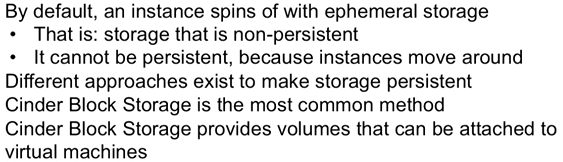 By default, an instance spins of with ephemeral storage
• That is: storage that is non-persistent
• It cannot be persistent, because instances move around
Different approaches exist to make storage persistent
Cinder Block Storage is the most common method
Cinder Block Storage provides volumes that can be attached to
virtual machines